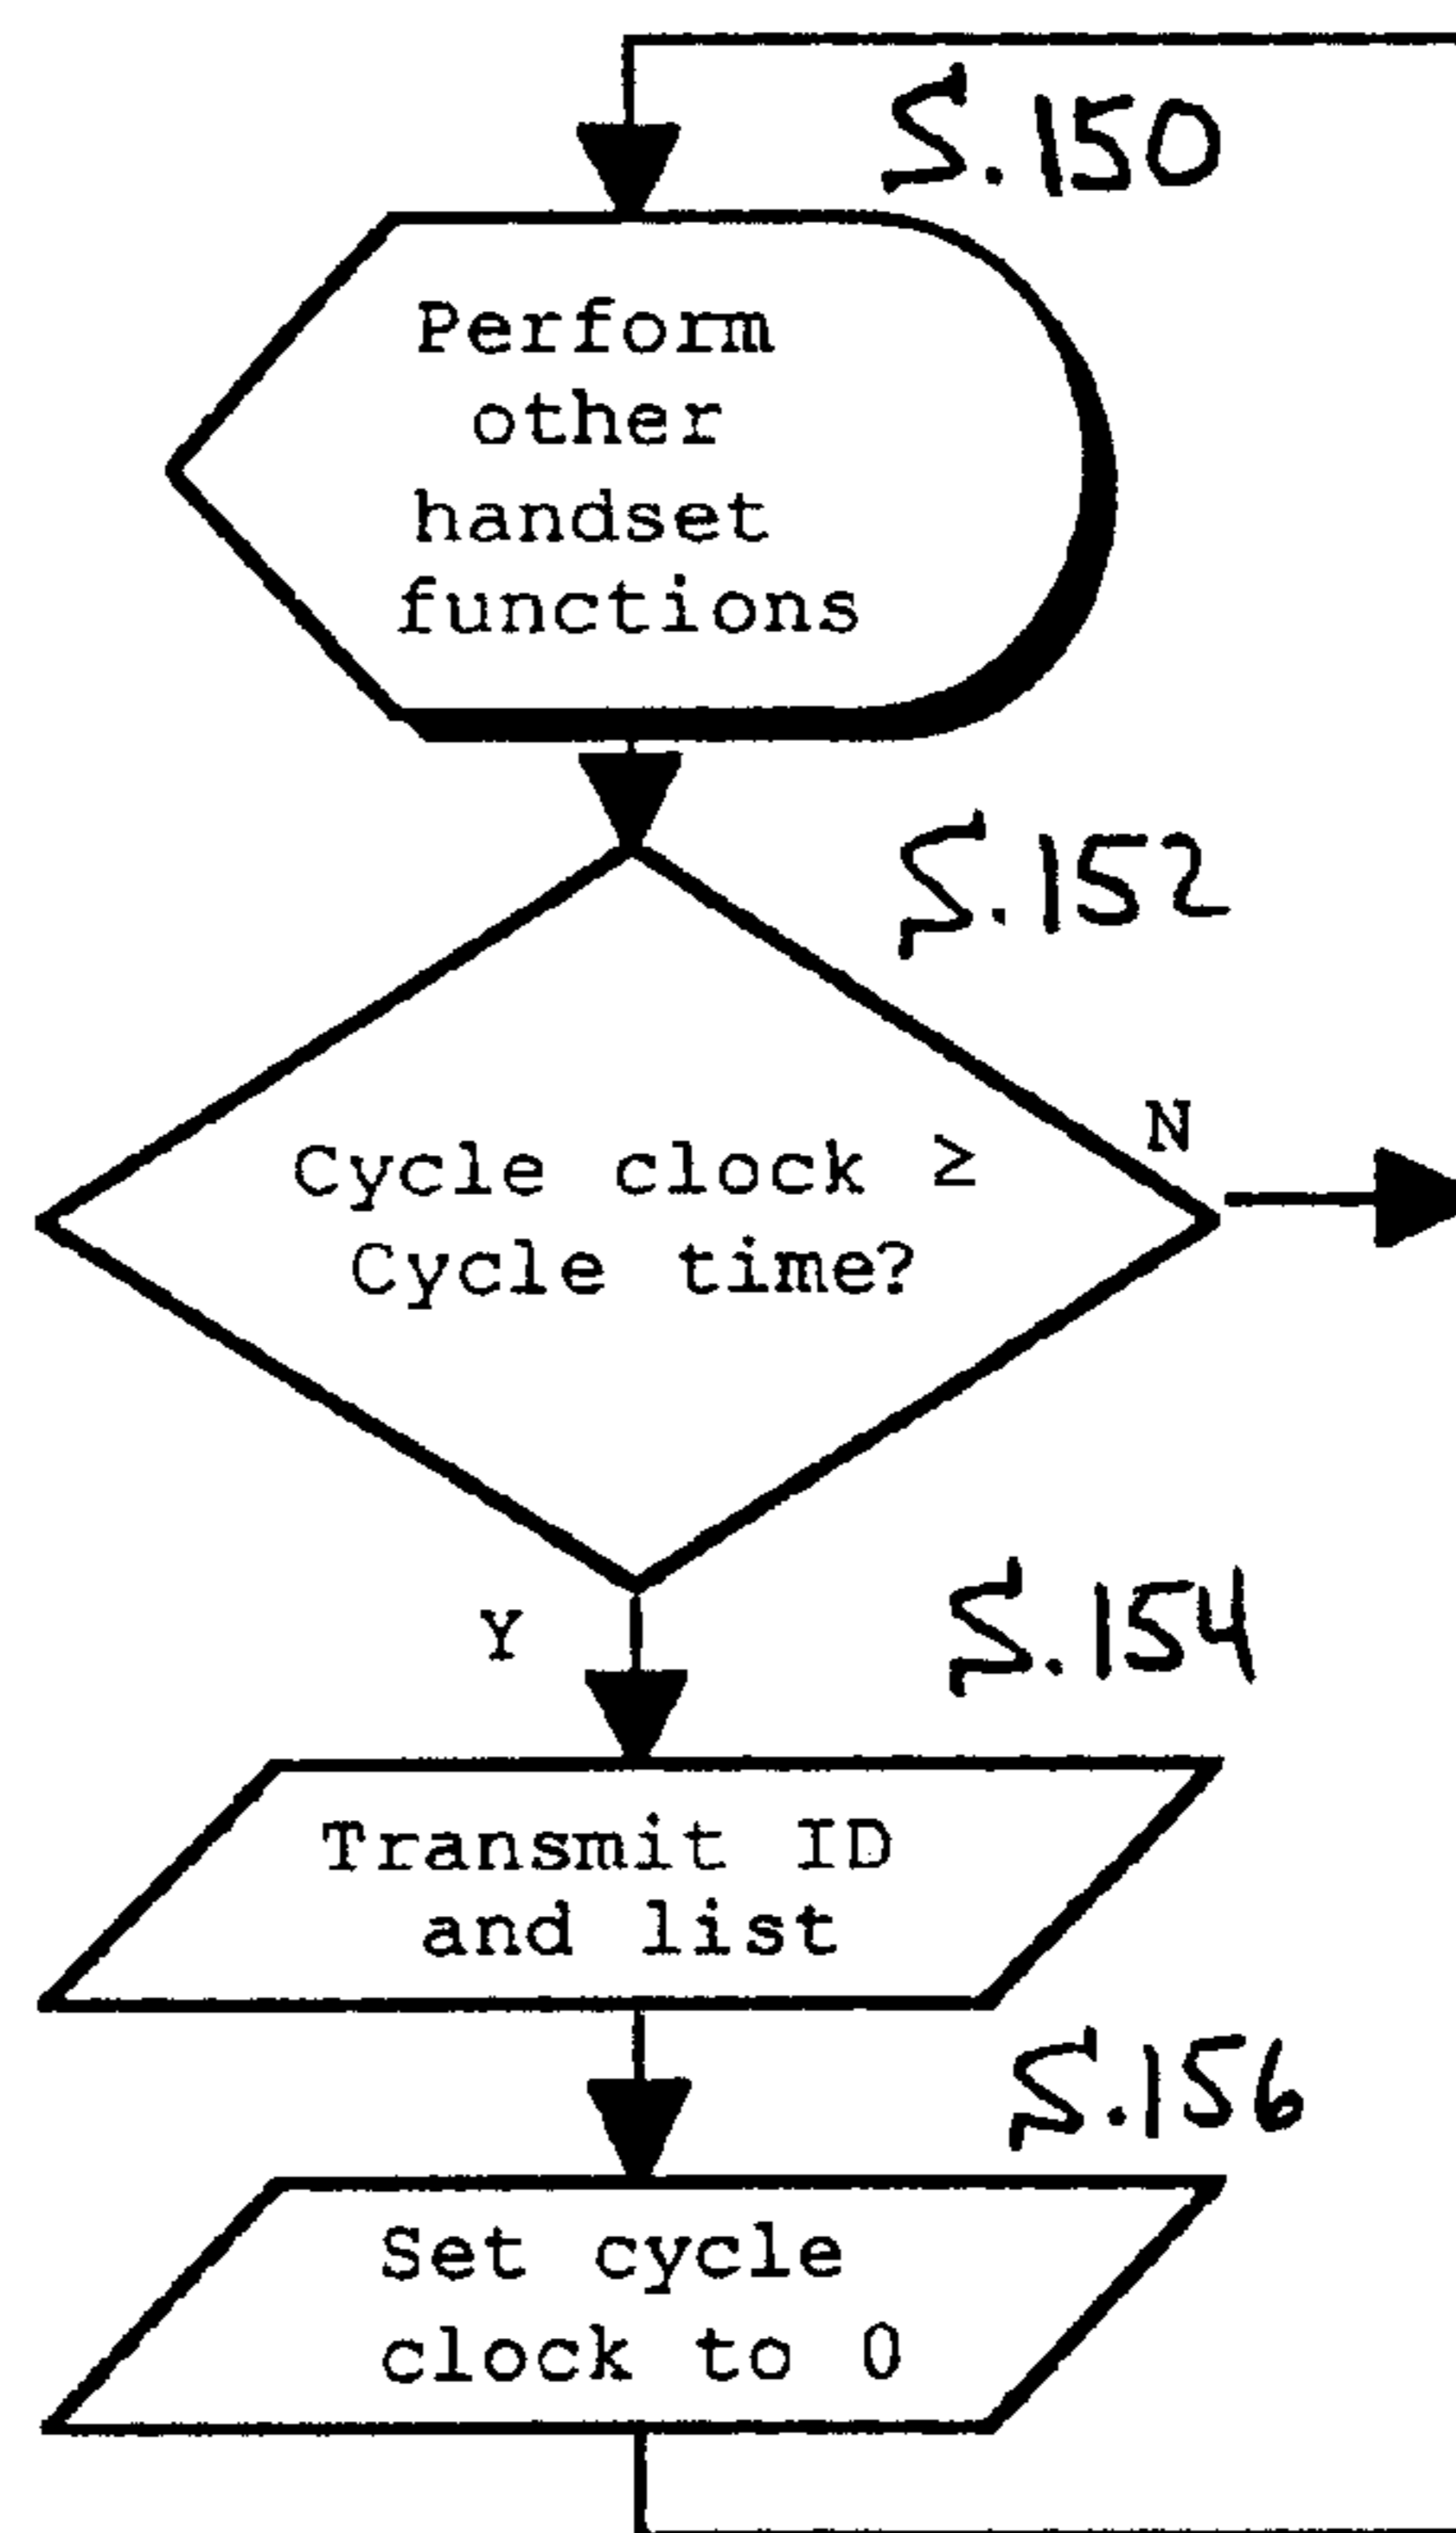 S.150
Perform
other
handset
functions
S.152
N
Cycle clock ≥
Cycle time?
Y
S.154
Transmit ID
and list
S.156
Set cycle
clock to 0